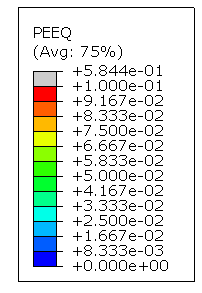 PEEQ
(Avg: 75%)
+5.844e-01
+1.000e-01
+9.167e-02
+8.333e-02
+7.500e-02
+6.667e-02
+5.833e-02
+5.000e-02
+4.167e-02
+3.333e-02
+2.500e-02
+1.667e-02
+8.333e-03
+0.000e+00